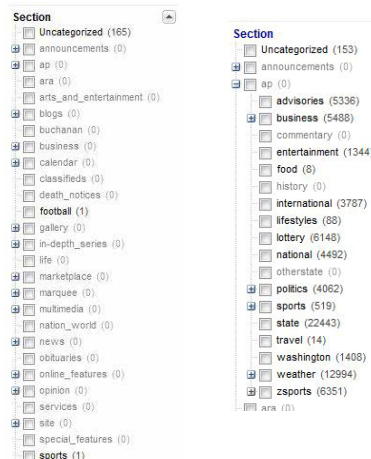 Section
Uncategorized (165)
announcements (0)
ap (0)
ara (0)
arts_and_entertainment (0)
blogs (0)
buchanan (0)
business (0)
calendar (0)
classifieds (0)
death_notices (0)
football (1)
gallery (0)
in-depth_series (0)
life (0)
marketplace (0)
marquee (0)
multimedia (0)
nation_world (0)
news (0)
obituaries (0)
online_features (0)
opinion (0)
services (0)
site (0)
special_features (0)
sports (1)
Section
Uncategorized (153)
announcements (0)
ap (0)
advisories (5336)
business (5488)
commentary (0)
entertainment (1344
food (8)
history (0)
international (3787)
lifestyles (88)
lottery (6148)
national (4492)
otherstate (0)
politics (4062)
sports (519)
state (22443)
travel (14)
washington (1408)
weather (12994)
zsports (6351)
ara (0)